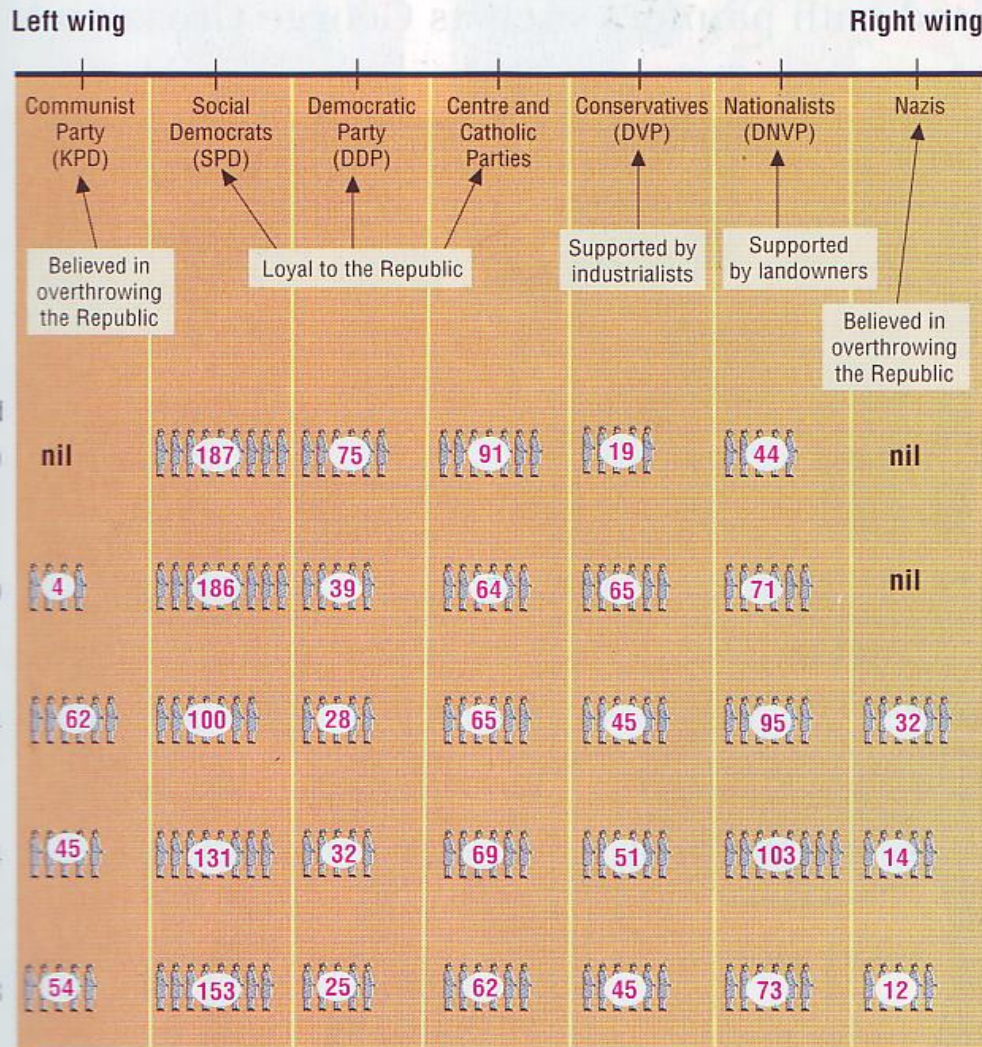 Left wing
Right wing
Communist
Party
(KPD)
Social
Democrats
(SPD)
Democratic
Party
(DDP)
Centre and
Catholic
Parties
Conservatives
(DVP)
Nationalists
(DNVP)
Nazis
Believed in
overthrowing
the Republic
Loyal to the Republic
Supported by
industrialists
Supported
by landowners
Believed in
overthrowing
the Republic
nil 187 75 91 19 44 nil
4 186 39 64 65 71 nil
62 100 28 65 45 95 32
45 131 32 69 51 103 14
54 153 25 62 45 73 12